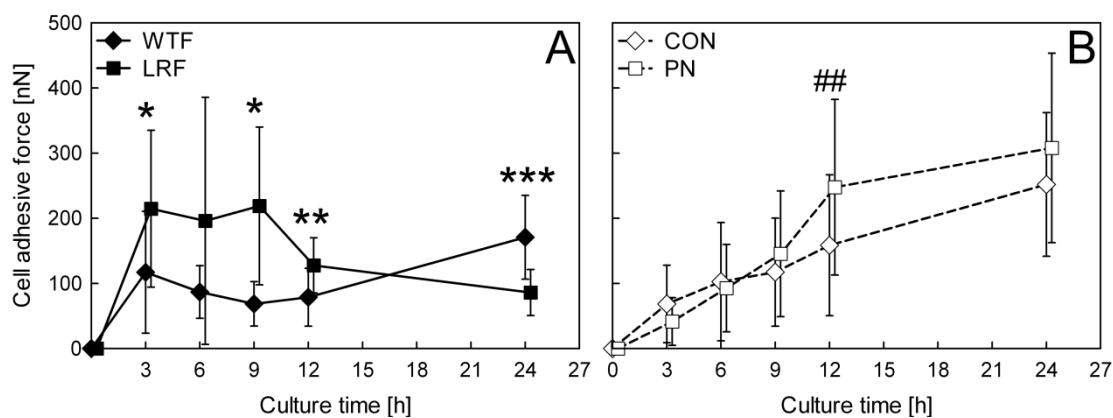 Cell adhesive force [nN]
500
400
300
200
100
0
WTF
LRF
A
*
*
**
***
3 6 9 12 15 18 21 24 27
Culture time [h]
CON
PN
B
##
0 3 6 9 12 15 18 21 24 27
Culture time [h]